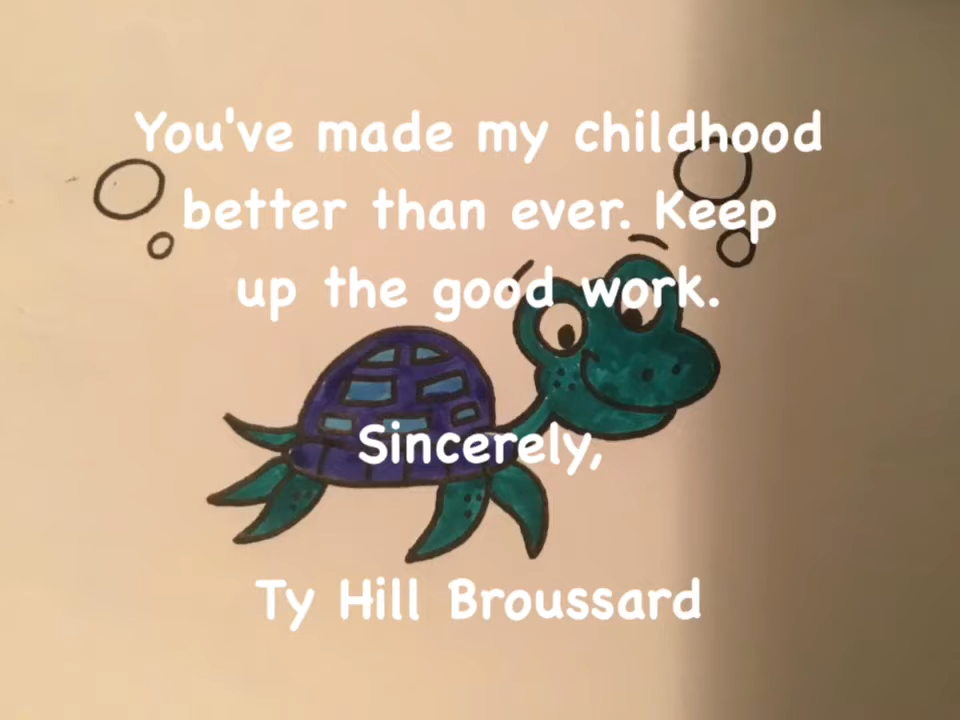 You've made my childhood
better than ever. Keep
up the good work.
Sincerely,
Ty Hill Broussard